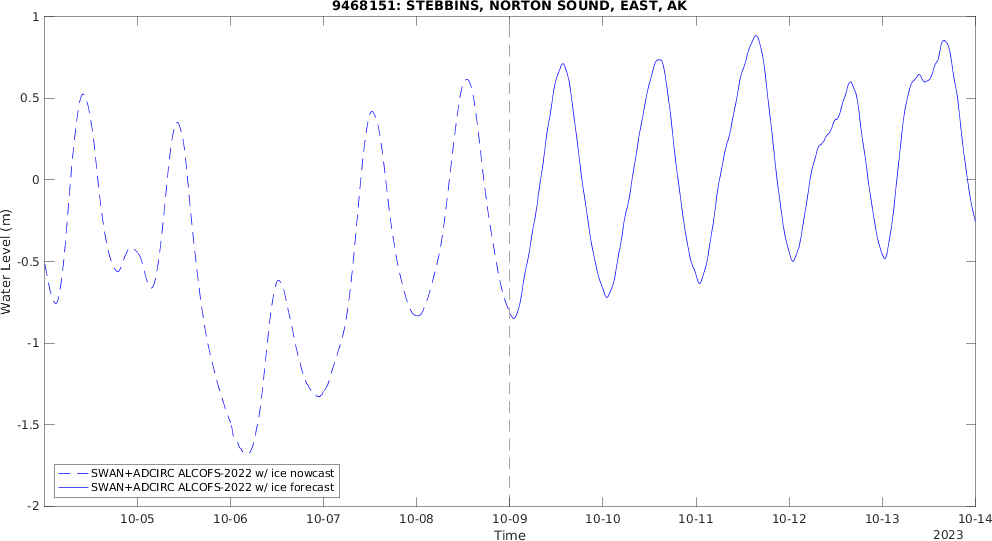 9468151: STEBBINS, NORTON SOUND, EAST, AK
1
0.5
0
-0.5
-1
-1.5
-2
Water Level (m)
SWAN+ADCIRC ALCOFS-2022 w/ ice nowcast
SWAN+ADCIRC ALCOFS-2022 w/ ice forecast
10-05 10-06 10-07 10-08 10-09 10-10 10-11 10-12 10-13 10-14
Time
2023